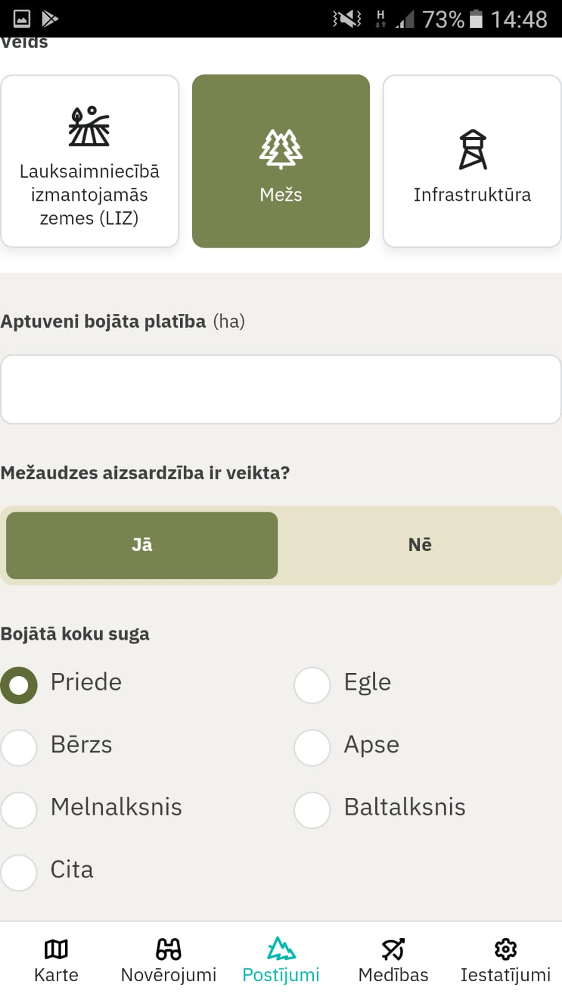 H 73% 14:48
Veids
Lauksaimniecībā
izmantojamās
zemes (LIZ)
Mežs
Infrastruktūra
Aptuveni bojāta platība (ha)
Mežaudzes aizsardzība ir veikta?
Jā Nē
Bojātā koku suga
Priede Egle
Bērzs Apse
Melnalksnis Baltalksnis
Cita
Karte Novērojumi Postījumi Medības Iestatījumi